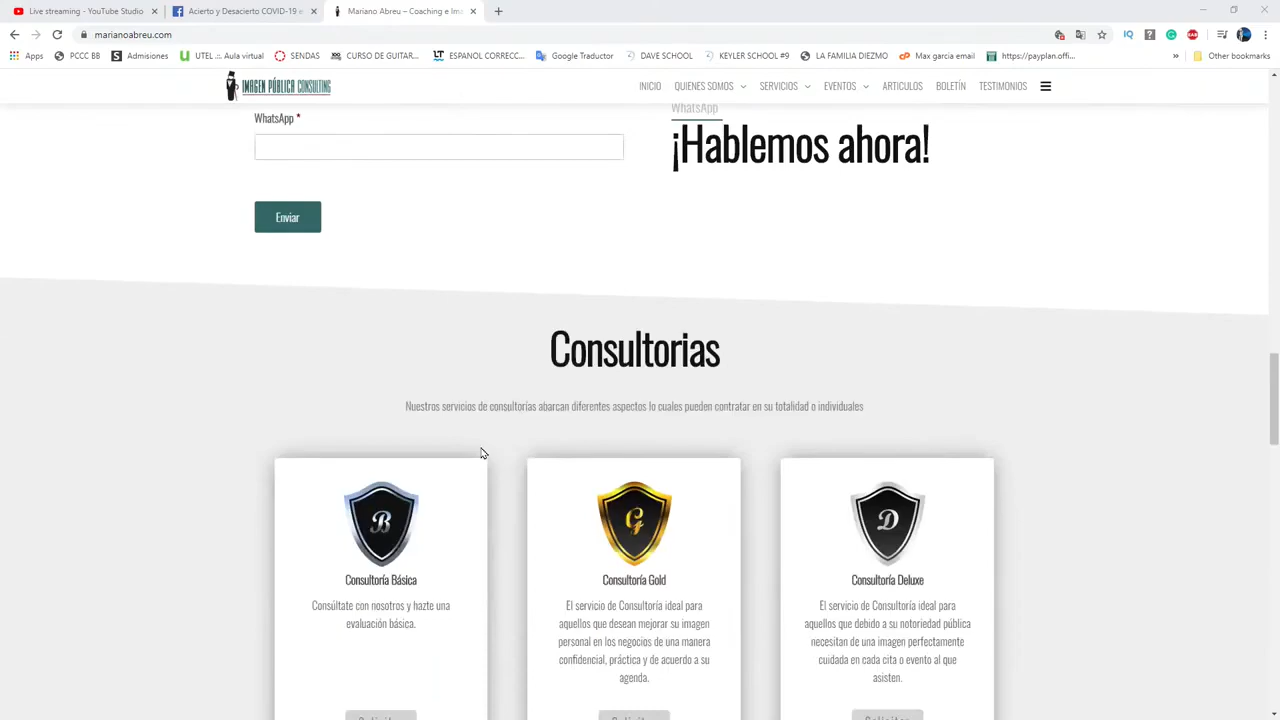 Live streaming - YouTube Studio
Acierto y Desacierto COVID-19 e
Mariano Abreu – Coaching e Ima
marianoabreu.com
Apps
PCCC BB
Admisiones
UTEL .:. Aula virtual
SENDAS
CURSO DE GUITAR...
ESPANOL CORRECC...
Google Traductor
DAVE SCHOOL
KEYLER SCHOOL #9
LA FAMILIA DIEZMO
Max garcia email
https://payplan.offi...
Other bookmarks
IMAGEN PÚBLICA CONSULTING
INICIO
QUIENES SOMOS
SERVICIOS
EVENTOS
ARTICULOS
BOLETÍN
TESTIMONIOS
WhatsApp *
Enviar
WhatsApp
¡Hablemos ahora!
Consultorias
Nuestros servicios de consultorías abarcan diferentes aspectos lo cuales pueden contratar en su totalidad o individuales
B
Consultoría Básica
Consúltate con nosotros y hazte una
evaluación básica.
G
Consultoría Gold
El servicio de Consultoría ideal para
aquellos que desean mejorar su imagen
personal en los negocios de una manera
confidencial, práctica y de acuerdo a su
agenda.
D
Consultoría Deluxe
El servicio de Consultoría ideal para
aquellos que debido a su notoriedad pública
necesitan de una imagen perfectamente
cuidada en cada cita o evento al que
asisten.